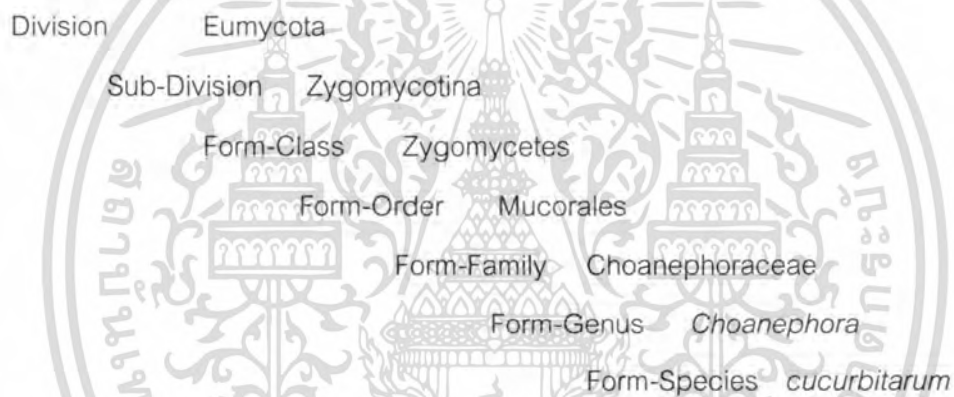 Division Eumycota
Sub-Division Zygomycotina
Form-Class Zygomycetes
Form-Order Mucorales
Form-Family Choanephoraceae
Form-Genus Choanephora
Form-Species cucurbitarum